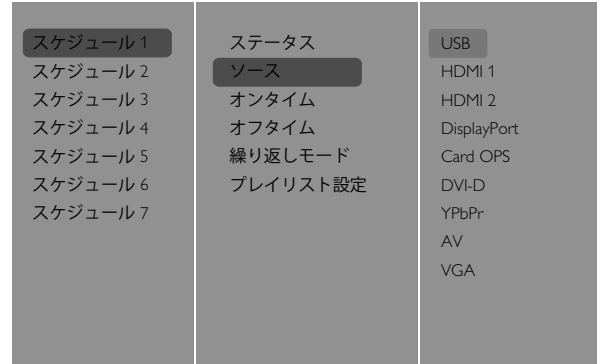 スケジュール 1
スケジュール 2
スケジュール 3
スケジュール 4
スケジュール 5
スケジュール 6
スケジュール 7
ステータス
ソース
オンタイム
オフタイム
繰り返しモード
プレイリスト設定
USB
HDMI 1
HDMI 2
DisplayPort
Card OPS
DVI-D
YPbPr
AV
VGA